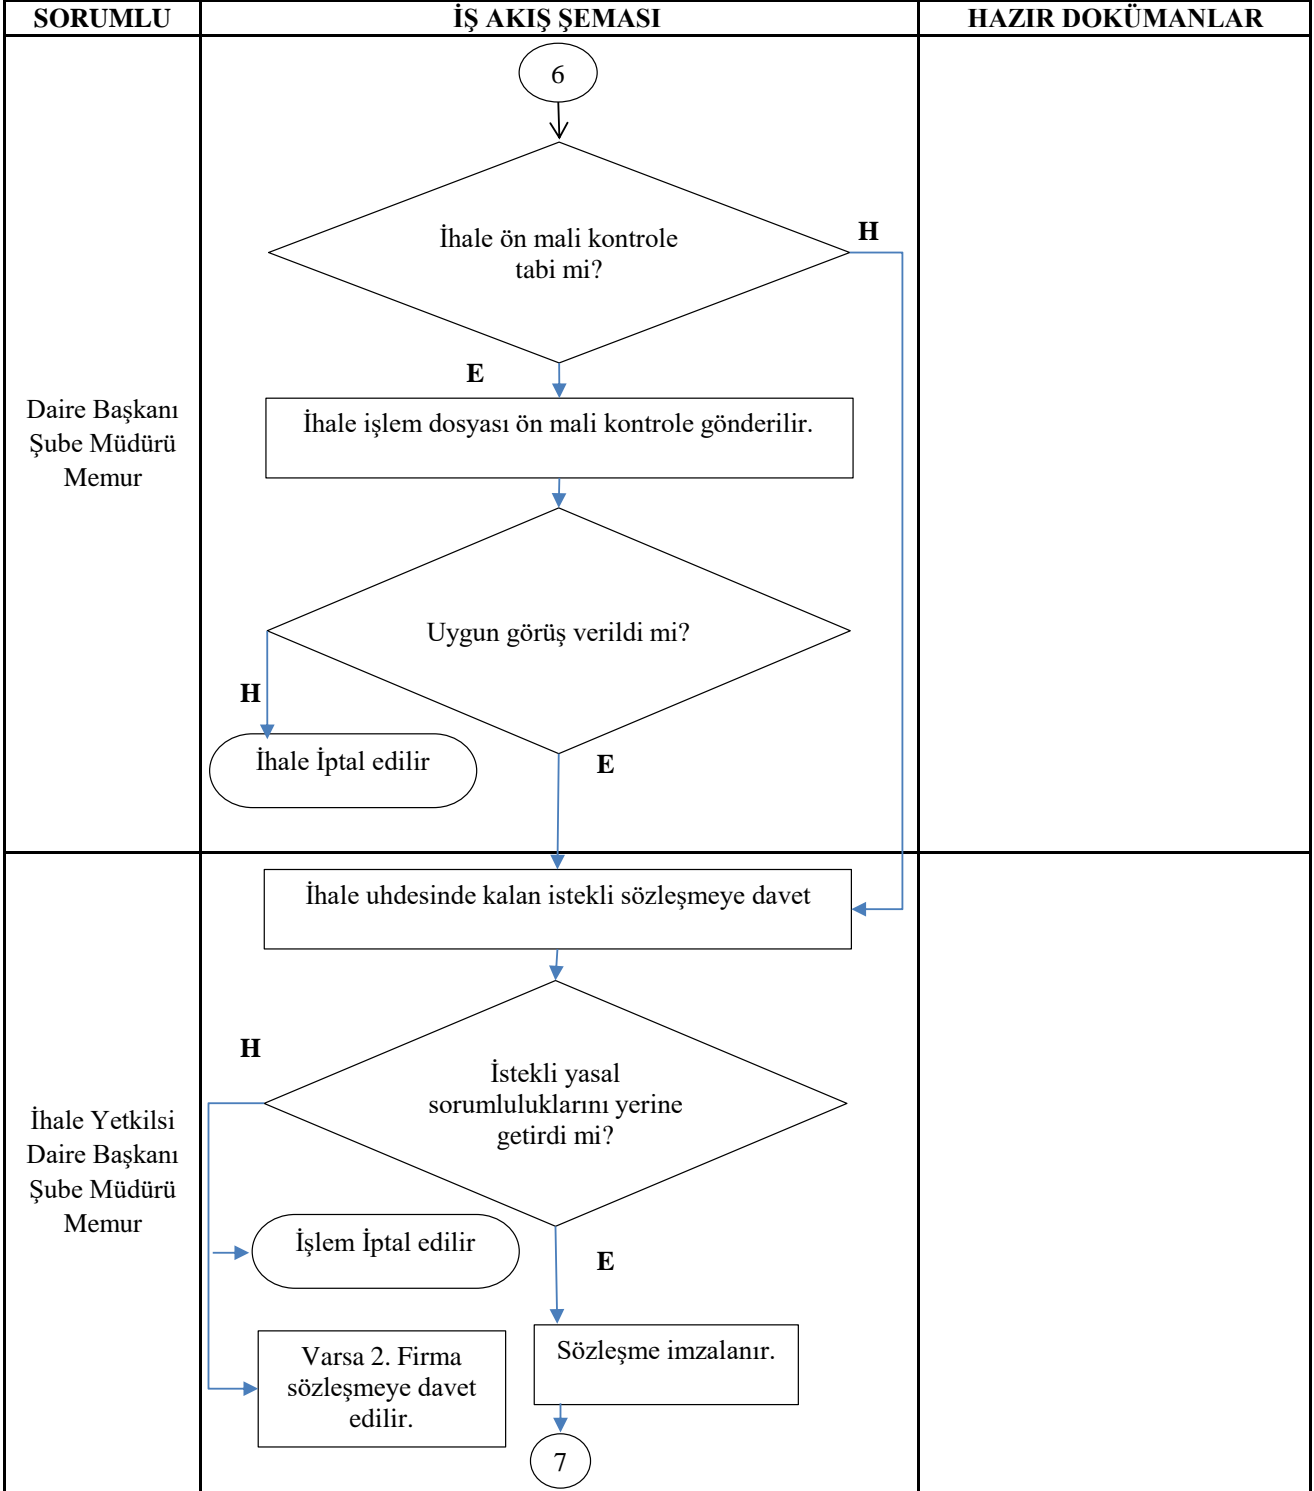 SORUMLU
İŞ AKIŞ ŞEMASI
HAZIR DOKÜMANLAR
6
İhale ön mali kontrole
tabi mi?
H
E
İhale işlem dosyası ön mali kontrole gönderilir.
Daire Başkanı
Şube Müdürü
Memur
Uygun görüş verildi mi?
H
İhale İptal edilir
E
İhale uhdesinde kalan istekli sözleşmeye davet
H
İstekli yasal
sorumluluklarını yerine
getirdi mi?
İhale Yetkilsi
Daire Başkanı
Şube Müdürü
Memur
İşlem İptal edilir
E
Varsa 2. Firma
sözleşmeye davet
edilir.
Sözleşme imzalanır.
7